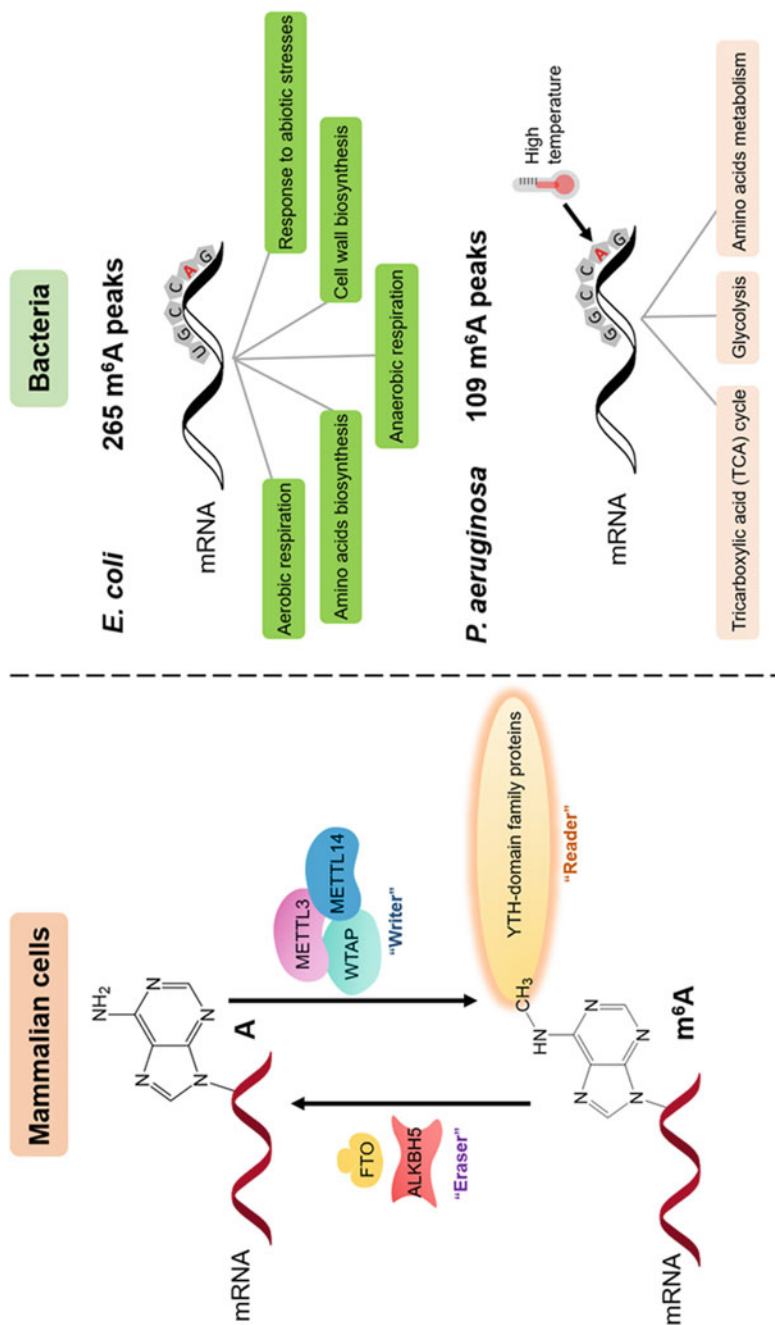 Mammalian cells
NH₂
N
N
N
N
A
mRNA
METTL3
METTL14
WTAP
"Writer"
FTO
ALKBH5
"Eraser"
YTH-domain family proteins
"Reader"
CH₃
HN
N
N
N
N
m⁶A
mRNA
Bacteria
E. coli
265 m⁶A peaks
U G C C A G
mRNA
Aerobic respiration
Response to abiotic stresses
Amino acids biosynthesis
Cell wall biosynthesis
Anaerobic respiration
P. aeruginosa
109 m⁶A peaks
High
temperature
G G C C A G
mRNA
Tricarboxylic acid (TCA) cycle
Glycolysis
Amino acids metabolism